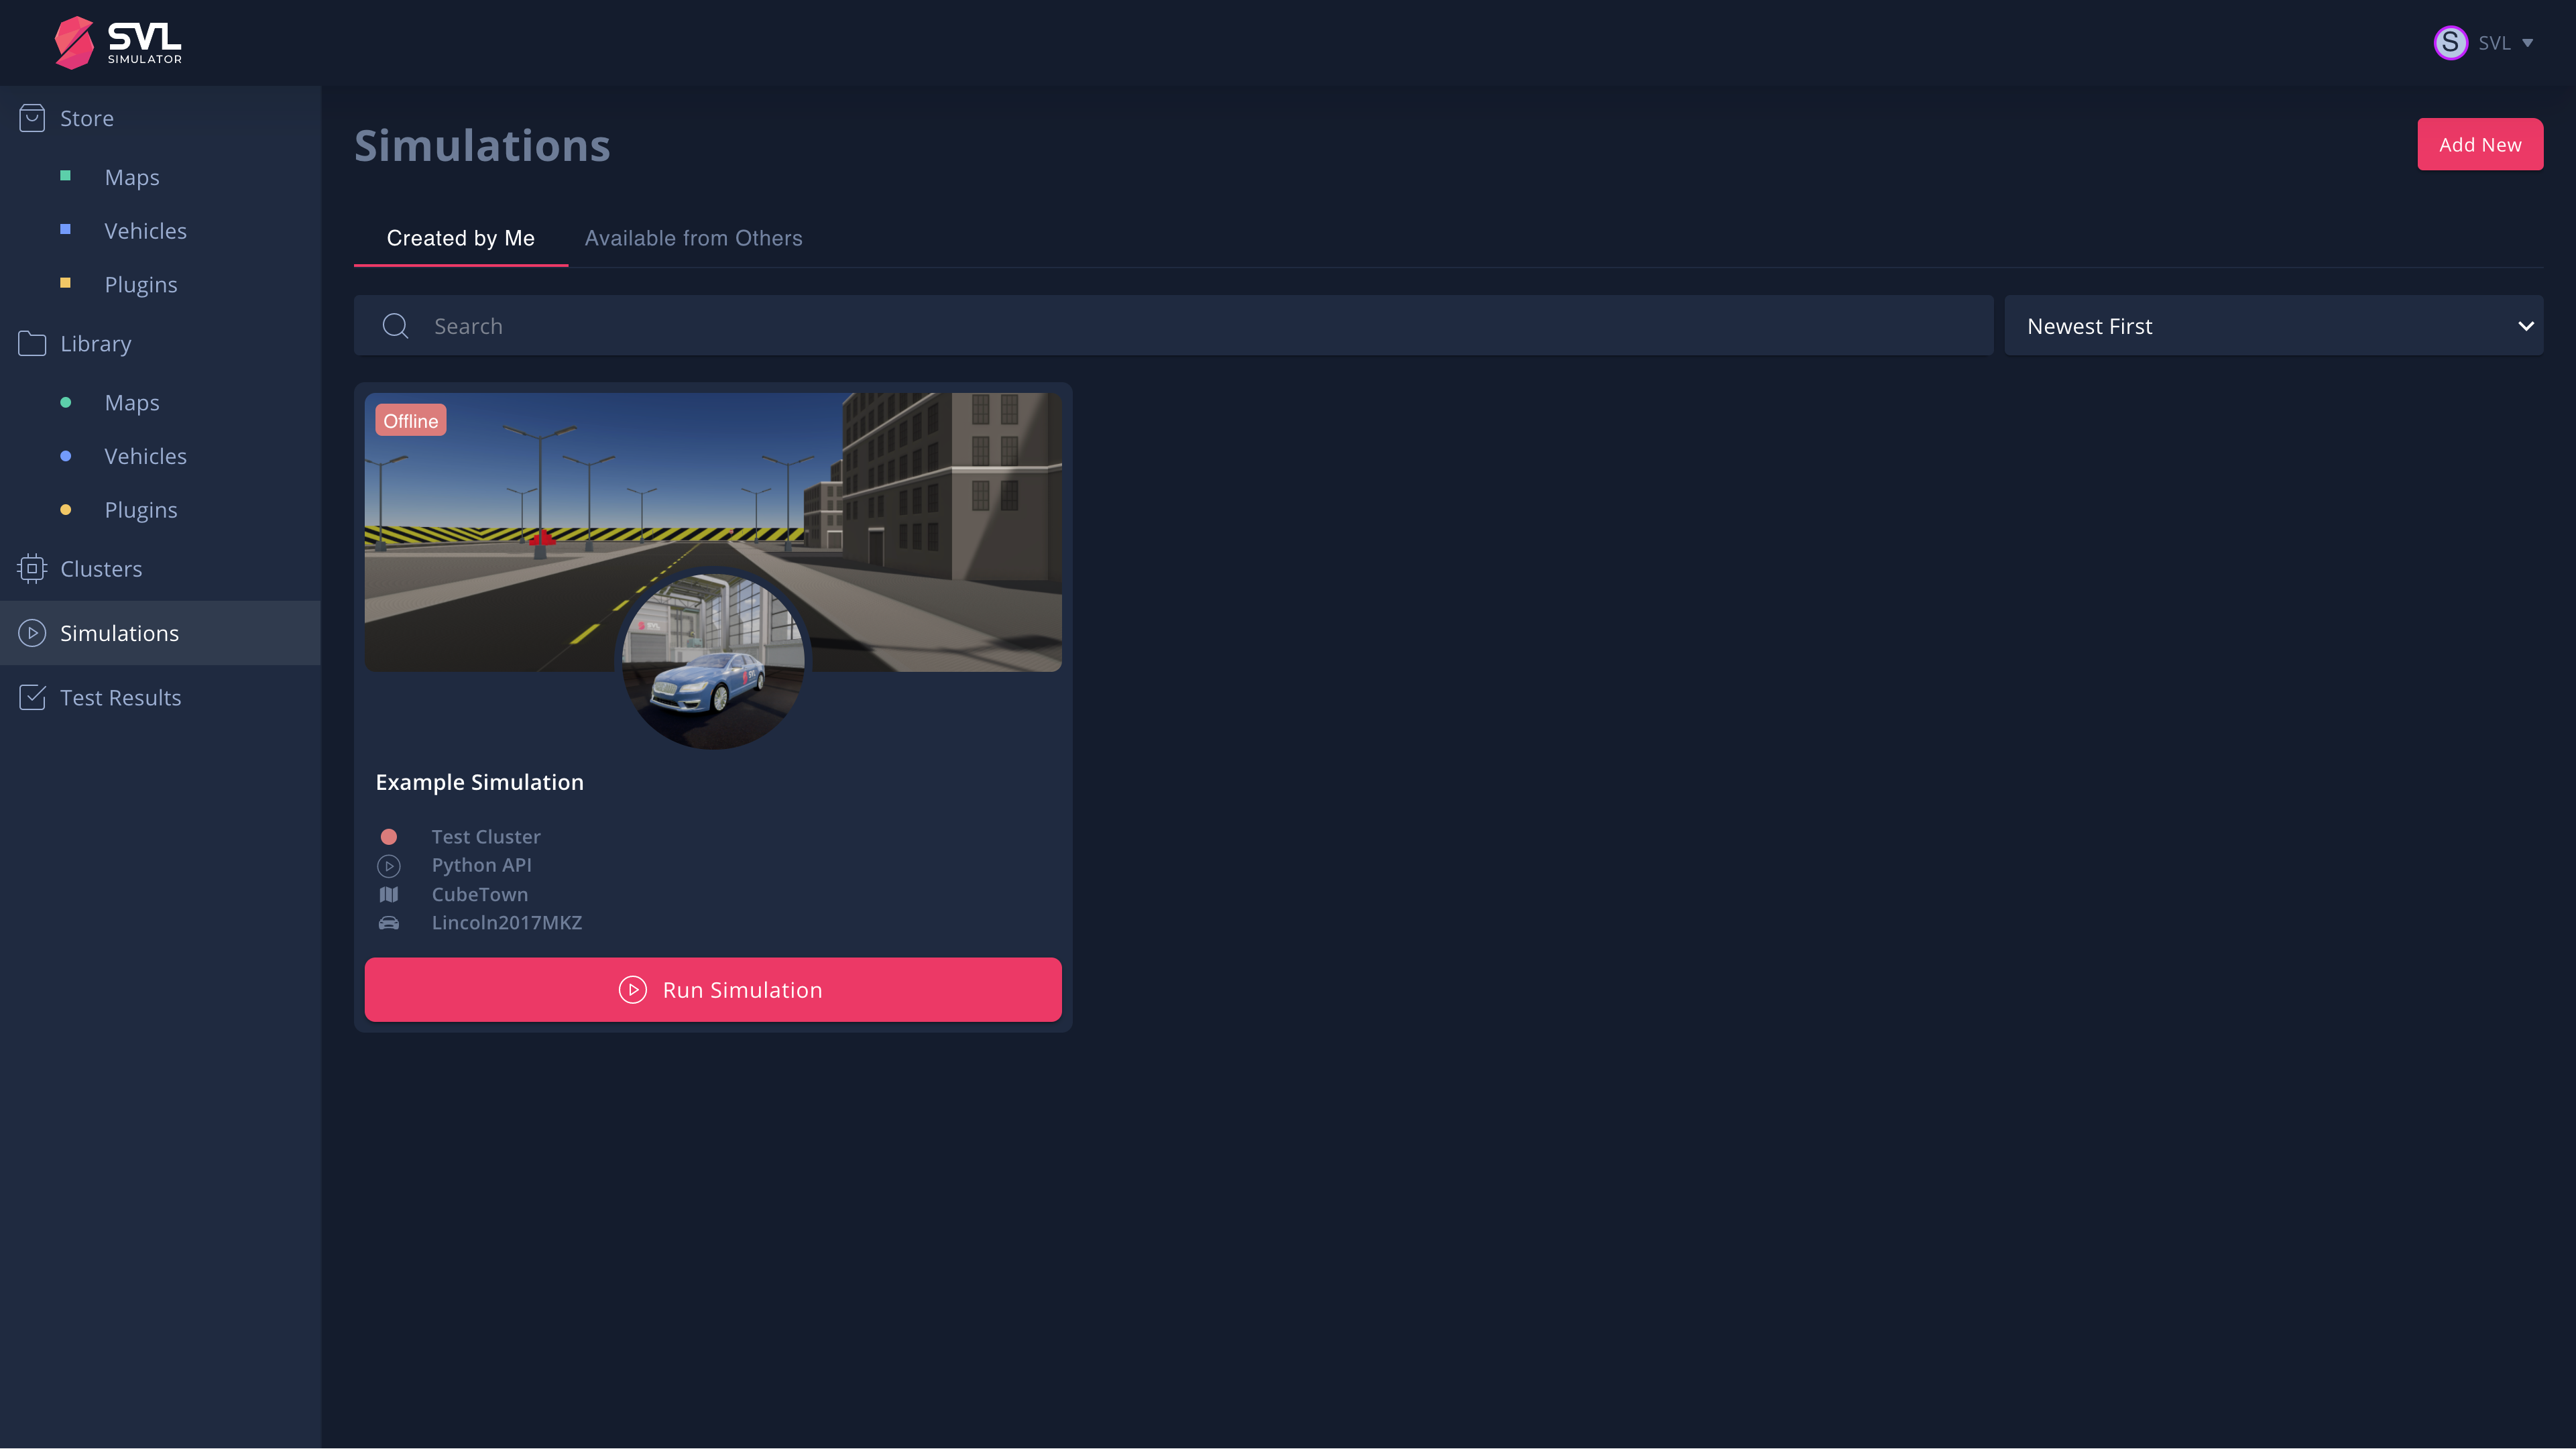 SVL
SIMULATOR
S SVL
Store
Maps
Vehicles
Plugins
Library
Maps
Vehicles
Plugins
Clusters
Simulations
Test Results
Simulations
Add New
Created by Me
Available from Others
Search
Newest First
Offline
SVL
SVL
Example Simulation
Test Cluster
Python API
CubeTown
Lincoln2017MKZ
Run Simulation